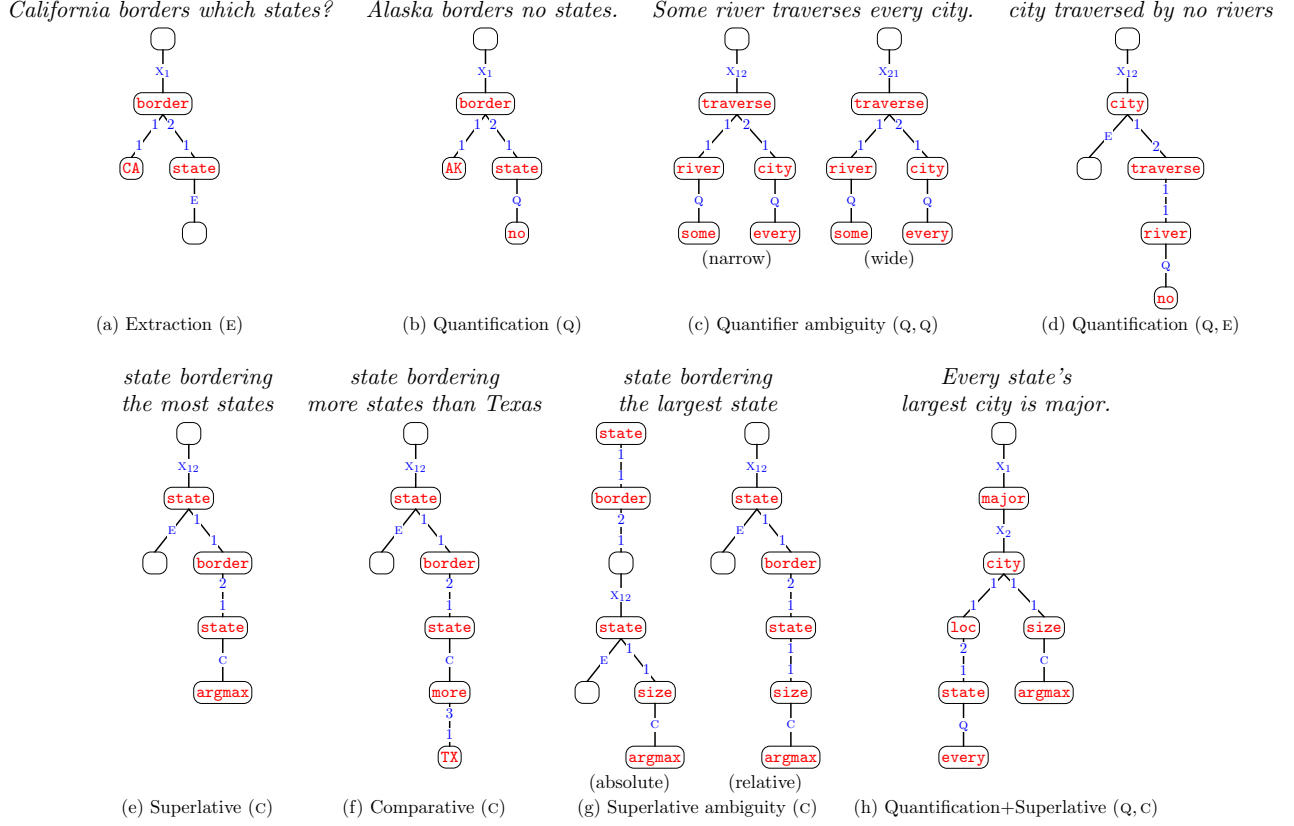 California borders which states?
X1
border
1 2
1 1
CA state
E
(a) Extraction (E)
Alaska borders no states.
X1
border
1 2
1 1
AK state
Q
no
(b) Quantification (Q)
Some river traverses every city.
X12 X21
traverse traverse
1 2 1 2
1 1 1 1
river city river city
Q Q Q Q
some every some every
(narrow) (wide)
(c) Quantifier ambiguity (Q, Q)
city traversed by no rivers
X12
city
E 1
2
traverse
1
1
river
Q
no
(d) Quantification (Q, E)
state bordering
the most states
X12
state
E 1
1
border
2
1
state
C
argmax
(e) Superlative (C)
state bordering
more states than Texas
X12
state
E 1
1
border
2
1
state
C
more
3
1
TX
(f) Comparative (C)
state bordering
the largest state
state
1
1
border
2
1
X12
state
E 1
1
size
C
argmax
(absolute)
X12
state
E 1
1
border
2
1
state
1
1
size
C
argmax
(relative)
(g) Superlative ambiguity (C)
Every state's
largest city is major.
X1
major
X2
city
1 1
1 1
loc size
2 C
1
state argmax
Q
every
(h) Quantification+Superlative (Q, C)